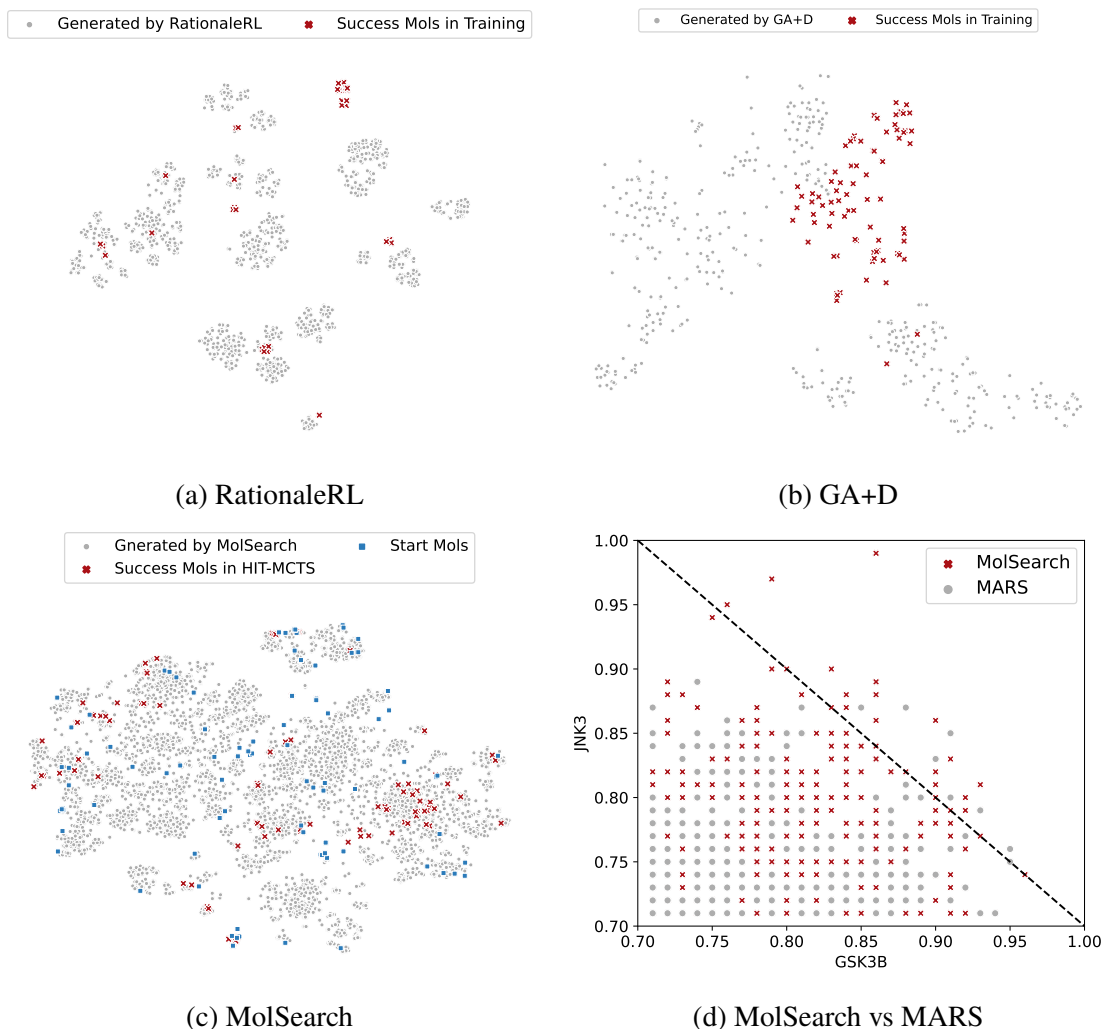 Generated by RationaleRL Success Mols in Training
Generated by GA+D Success Mols in Training
(a) RationaleRL
(b) GA+D
Gnerated by MolSearch Start Mols
Success Mols in HIT-MCTS
(c) MolSearch
1.00
0.95
0.90
0.85
0.80
0.75
0.70
JNK3
MolSearch
MARS
0.70 0.75 0.80 0.85 0.90 0.95 1.00
GSK3B
(d) MolSearch vs MARS